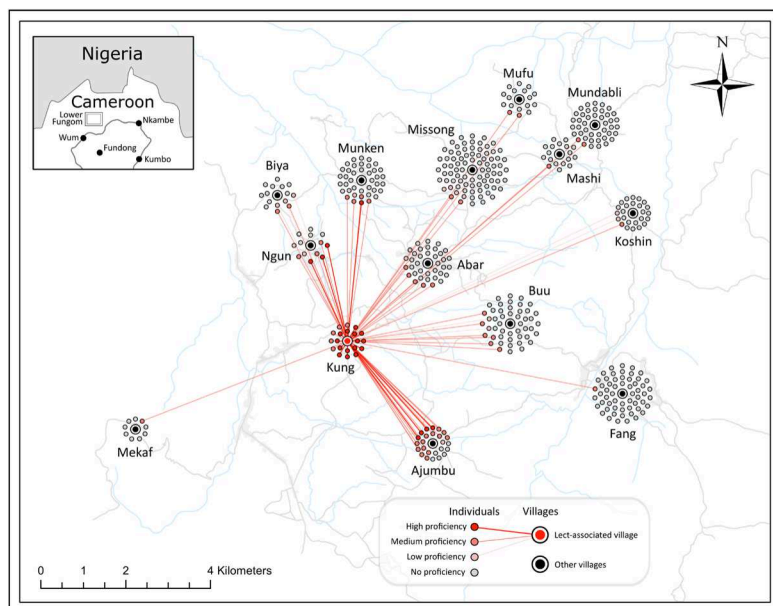 Nigeria
Cameroon
Lower
Fungom
Nkambe
Wum
Fundong
Kumbo
N
Mufu
Mundabli
Missong
Munken
Mashi
Biya
Koshin
Ngun
Abar
Buu
Kung
Fang
Mekaf
Ajumbu
Individuals Villages
High proficiency
Lect-associated village
Medium proficiency
Low proficiency
Other villages
No proficiency
0 1 2 4 Kilometers